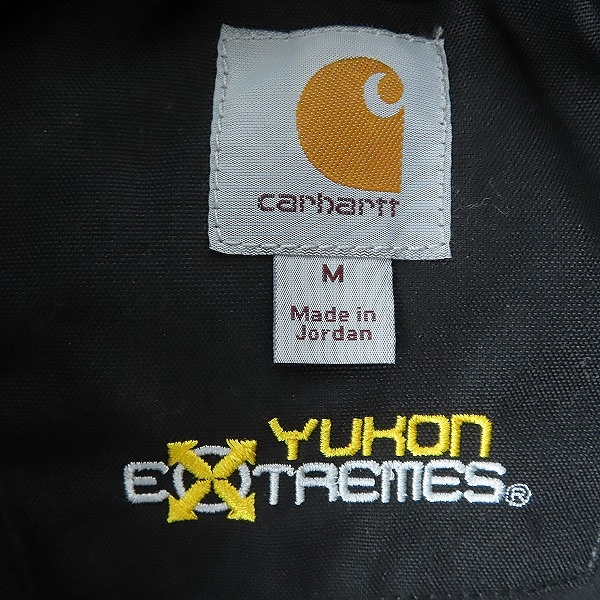 carhartt
M
Made in
Jordan
YUKON
EXTREMES®